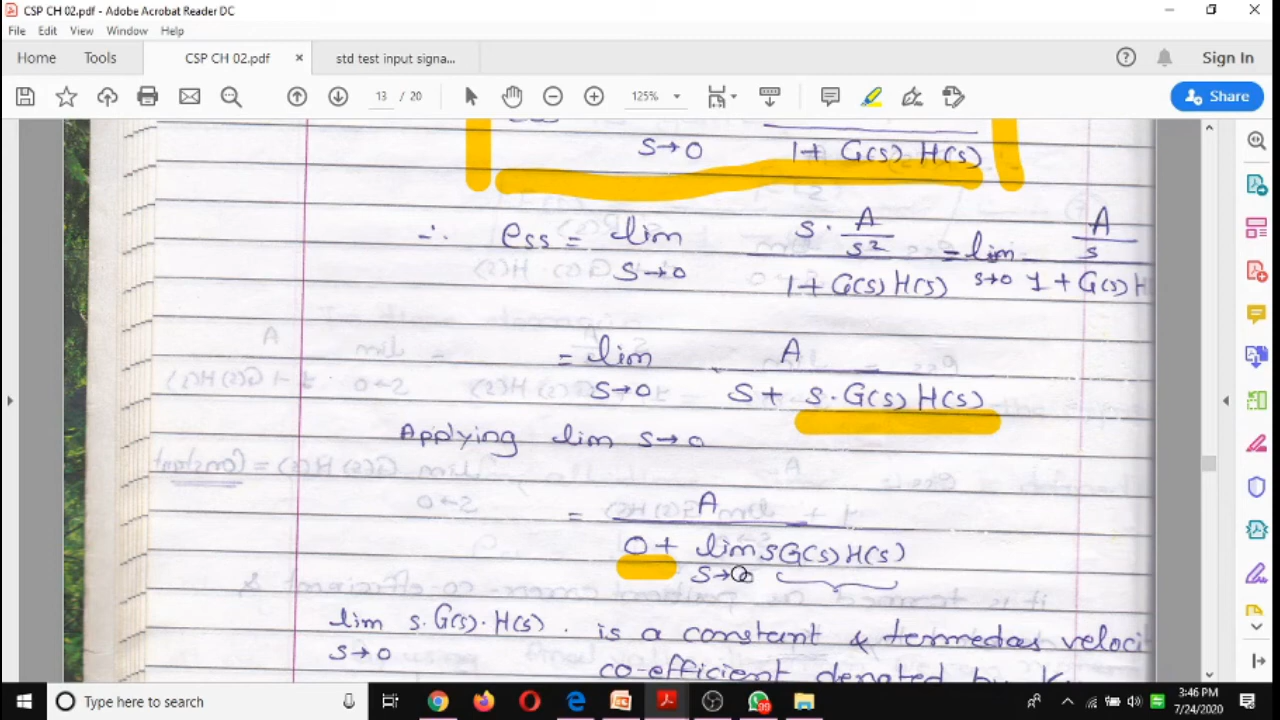 CSP CH 02.pdf - Adobe Acrobat Reader DC
File Edit View Window Help
Home Tools CSP CH 02.pdf × std test input signa... Sign In
13 / 20 125% Share
S→0 1+ G(s) H(s)
∴ ess = lim s→0 s · A/s² / 1+ G(s) H(s) = lim s→0 A/s / 1 + G(s) H
= lim s→0 A / s + s·G(s) H(s)
Applying lim s→0
= A / 0 + lim s→0 sG(s) H(s)
lim s→0 s·G(s)·H(s) . is a constant & termed as veloci
co-efficient denoted by K
Type here to search
3:46 PM
7/24/2020